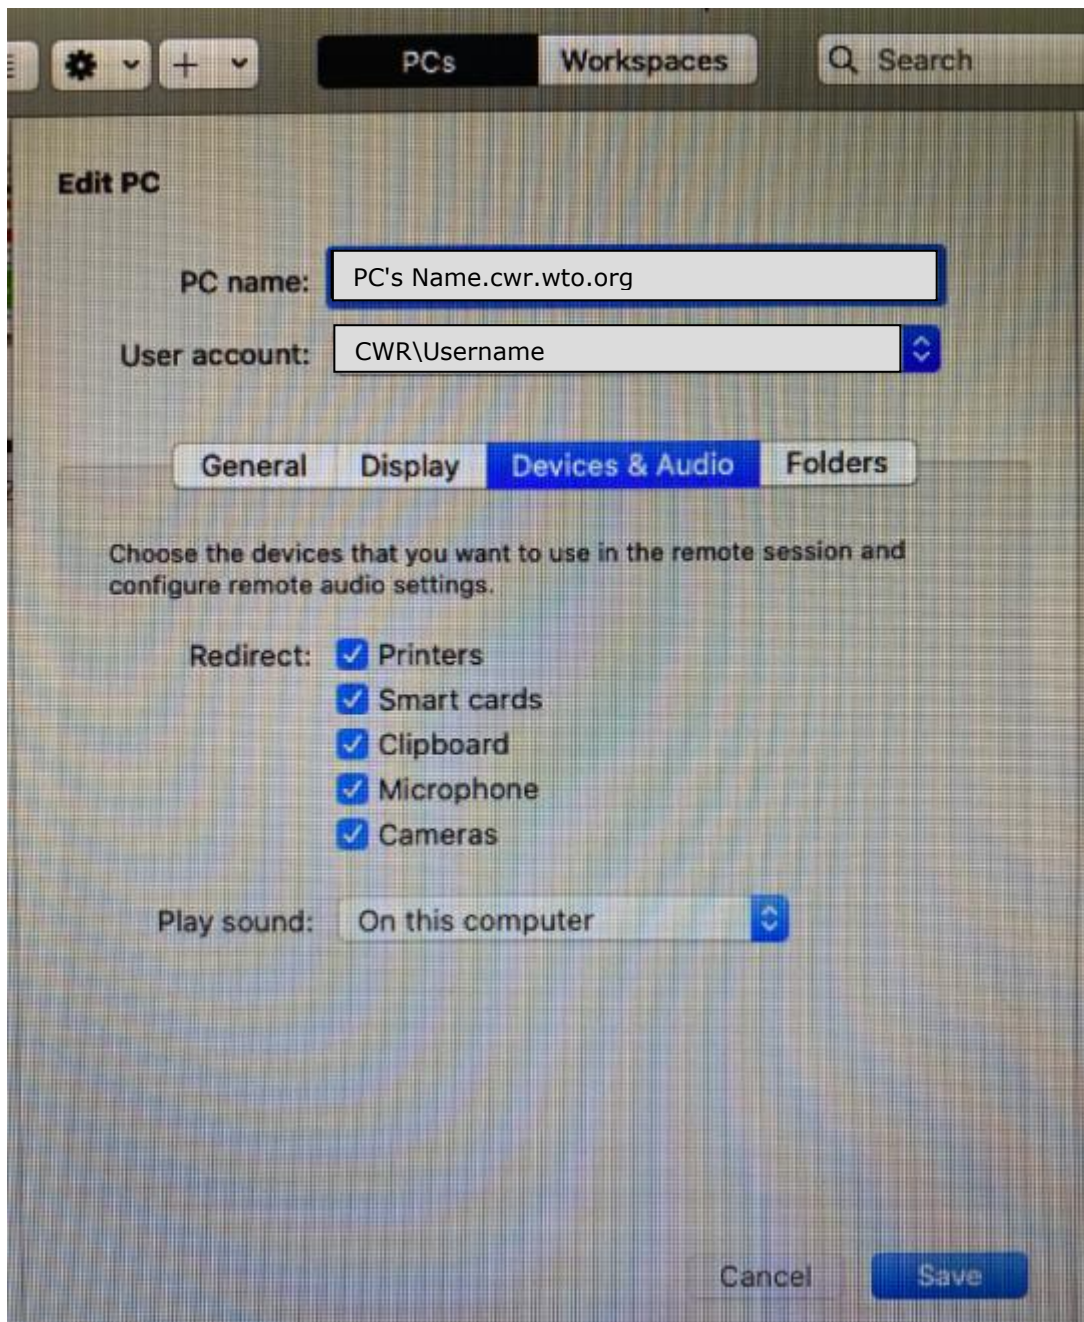 PCs
Workspaces
Search
Edit PC
PC name:
PC's Name.cwr.wto.org
User account:
CWR\Username
General
Display
Devices & Audio
Folders
Choose the devices that you want to use in the remote session and
configure remote audio settings.
Redirect:
Printers
Smart cards
Clipboard
Microphone
Cameras
Play sound:
On this computer
Cancel
Save